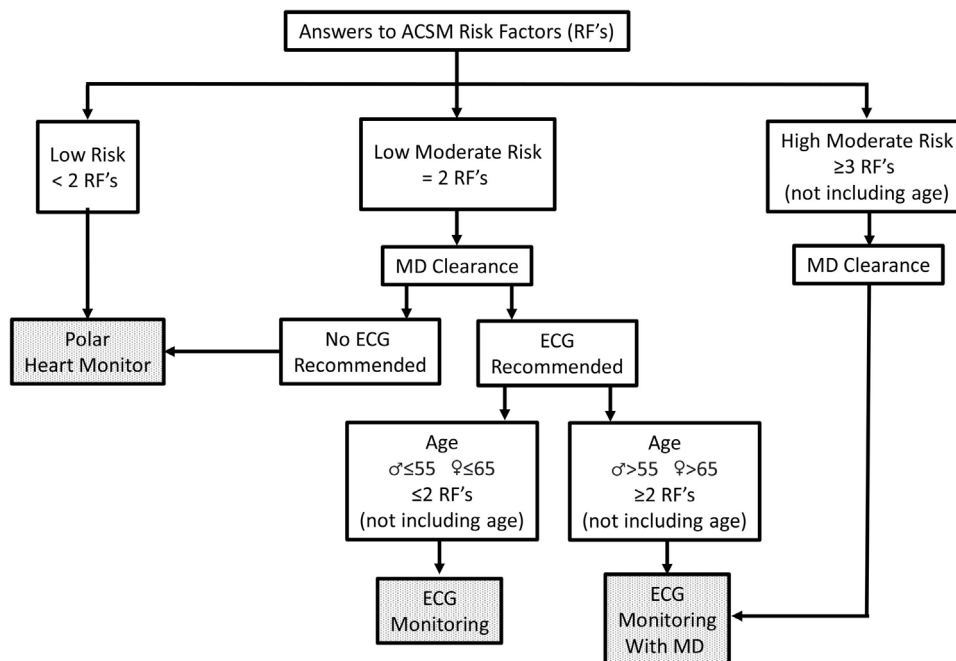 Answers to ACSM Risk Factors (RF's)
Low Risk
< 2 RF's
Low Moderate Risk
= 2 RF's
High Moderate Risk
≥3 RF's
(not including age)
MD Clearance
MD Clearance
Polar
Heart Monitor
No ECG
Recommended
ECG
Recommended
Age
♂≤55 ♀≤65
≤2 RF's
(not including age)
Age
♂>55 ♀>65
≥2 RF's
(not including age)
ECG
Monitoring
ECG
Monitoring
With MD